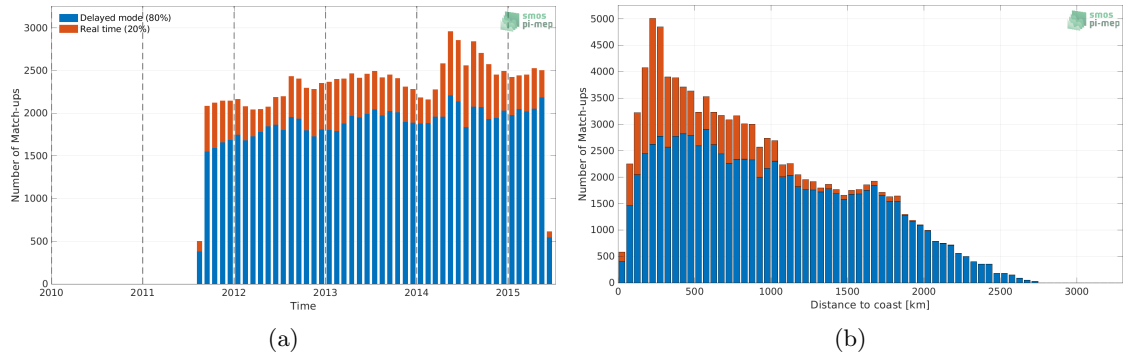 Delayed mode (80%)
Real time (20%)
smos
pi-mep
3000
2500
2000
1500
1000
500
0
Number of Match-ups
2010
2011
2012
2013
2014
2015
Time
(a)
smos
pi-mep
5000
4500
4000
3500
3000
2500
2000
1500
1000
500
0
Number of Match-ups
0
500
1000
1500
2000
2500
3000
Distance to coast [km]
(b)